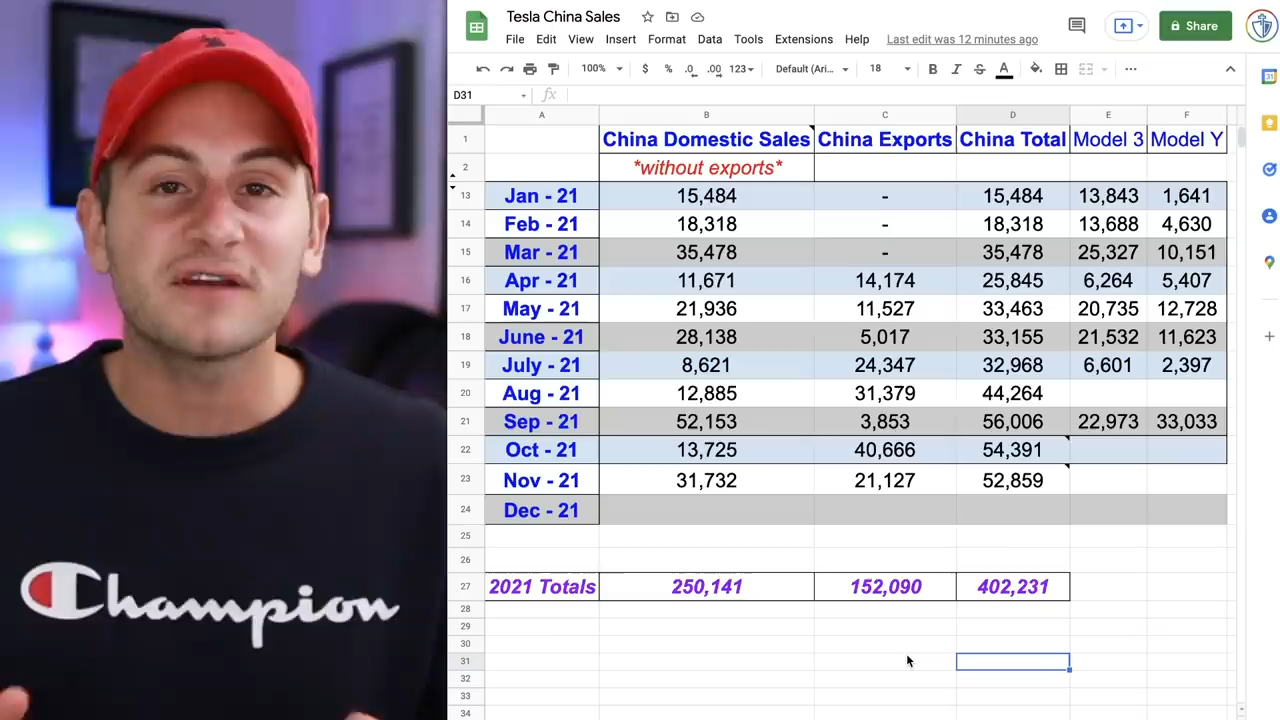 Tesla China Sales
File Edit View Insert Format Data Tools Extensions Help Last edit was 12 minutes ago
Share
100% $ % .0 .00 123 Default (Ari... 18 B I S A
D31 fx
A B C D E F
1 China Domestic Sales China Exports China Total Model 3 Model Y
2 *without exports*
13 Jan - 21 15,484 - 15,484 13,843 1,641
14 Feb - 21 18,318 - 18,318 13,688 4,630
15 Mar - 21 35,478 - 35,478 25,327 10,151
16 Apr - 21 11,671 14,174 25,845 6,264 5,407
17 May - 21 21,936 11,527 33,463 20,735 12,728
18 June - 21 28,138 5,017 33,155 21,532 11,623
19 July - 21 8,621 24,347 32,968 6,601 2,397
20 Aug - 21 12,885 31,379 44,264
21 Sep - 21 52,153 3,853 56,006 22,973 33,033
22 Oct - 21 13,725 40,666 54,391
23 Nov - 21 31,732 21,127 52,859
24 Dec - 21
25
26
27 2021 Totals 250,141 152,090 402,231
28
29
30
31
32
33
34
Champion